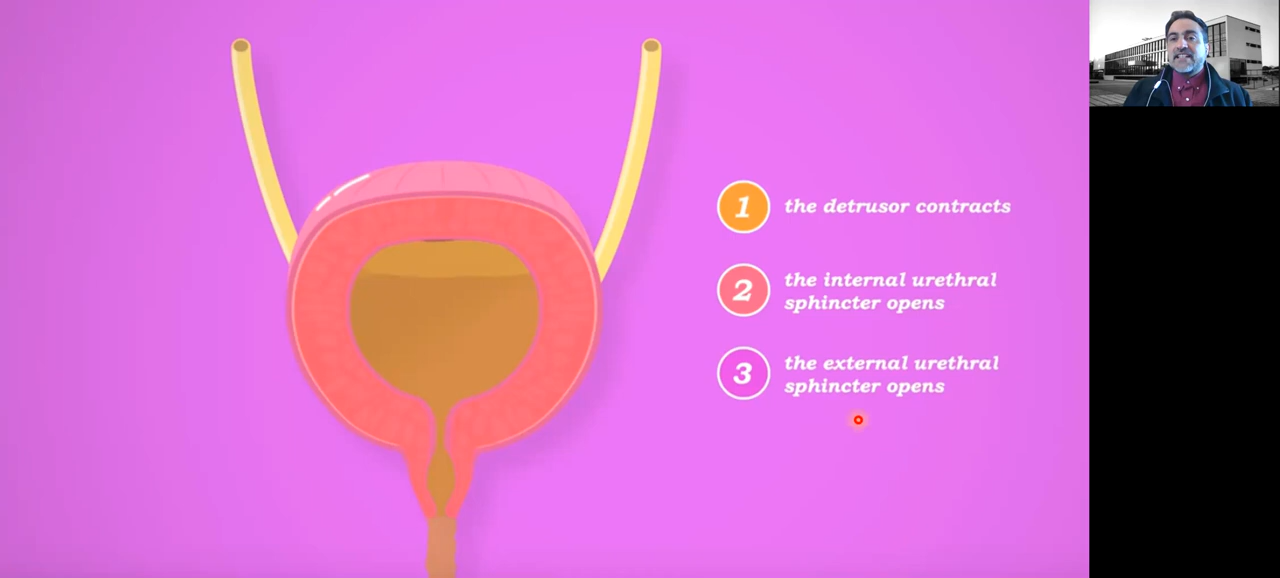 1
the detrusor contracts
2
the internal urethral
sphincter opens
3
the external urethral
sphincter opens